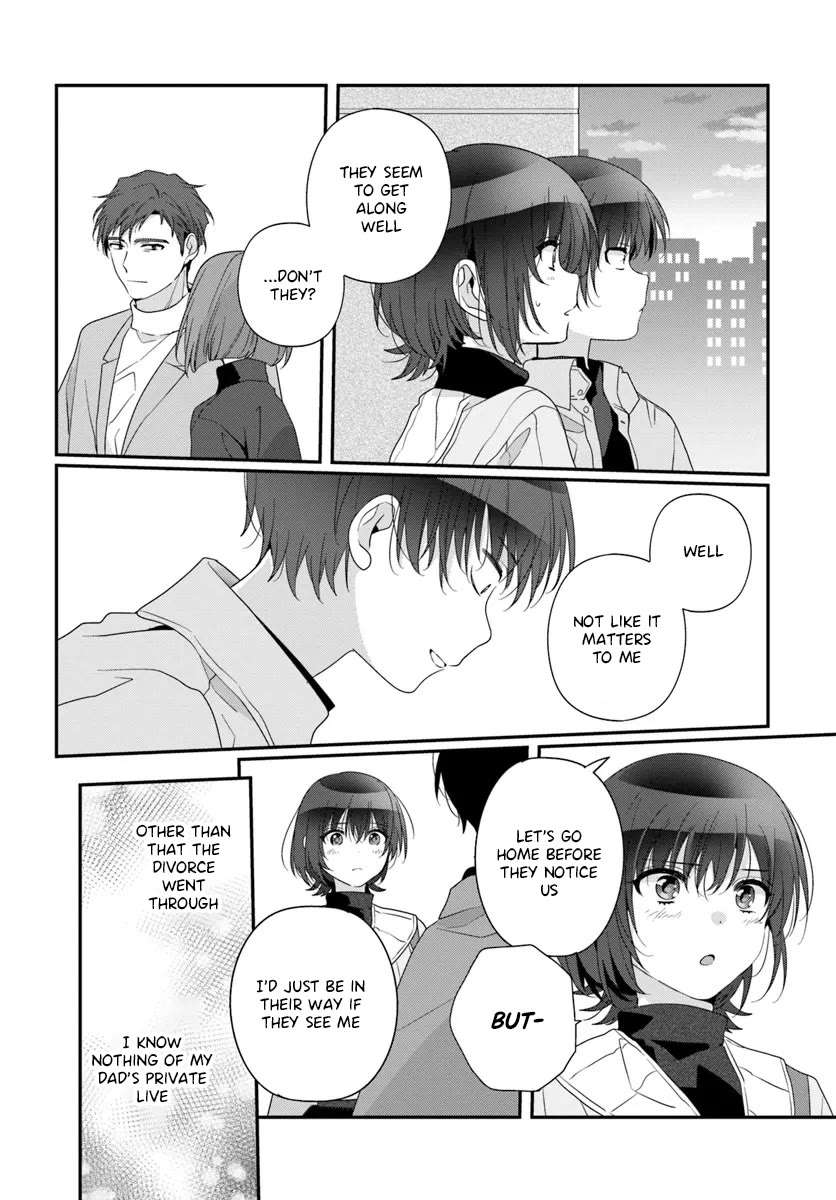 THEY SEEM
TO GET
ALONG
WELL
...DON'T
THEY?
WELL
NOT LIKE IT
MATTERS
TO ME
LET'S GO
HOME BEFORE
THEY NOTICE
US
BUT-
I'D JUST BE IN
THEIR WAY IF
THEY SEE ME
OTHER THAN
THAT THE
DIVORCE
WENT
THROUGH
I KNOW
NOTHING OF MY
DAD'S PRIVATE
LIVE